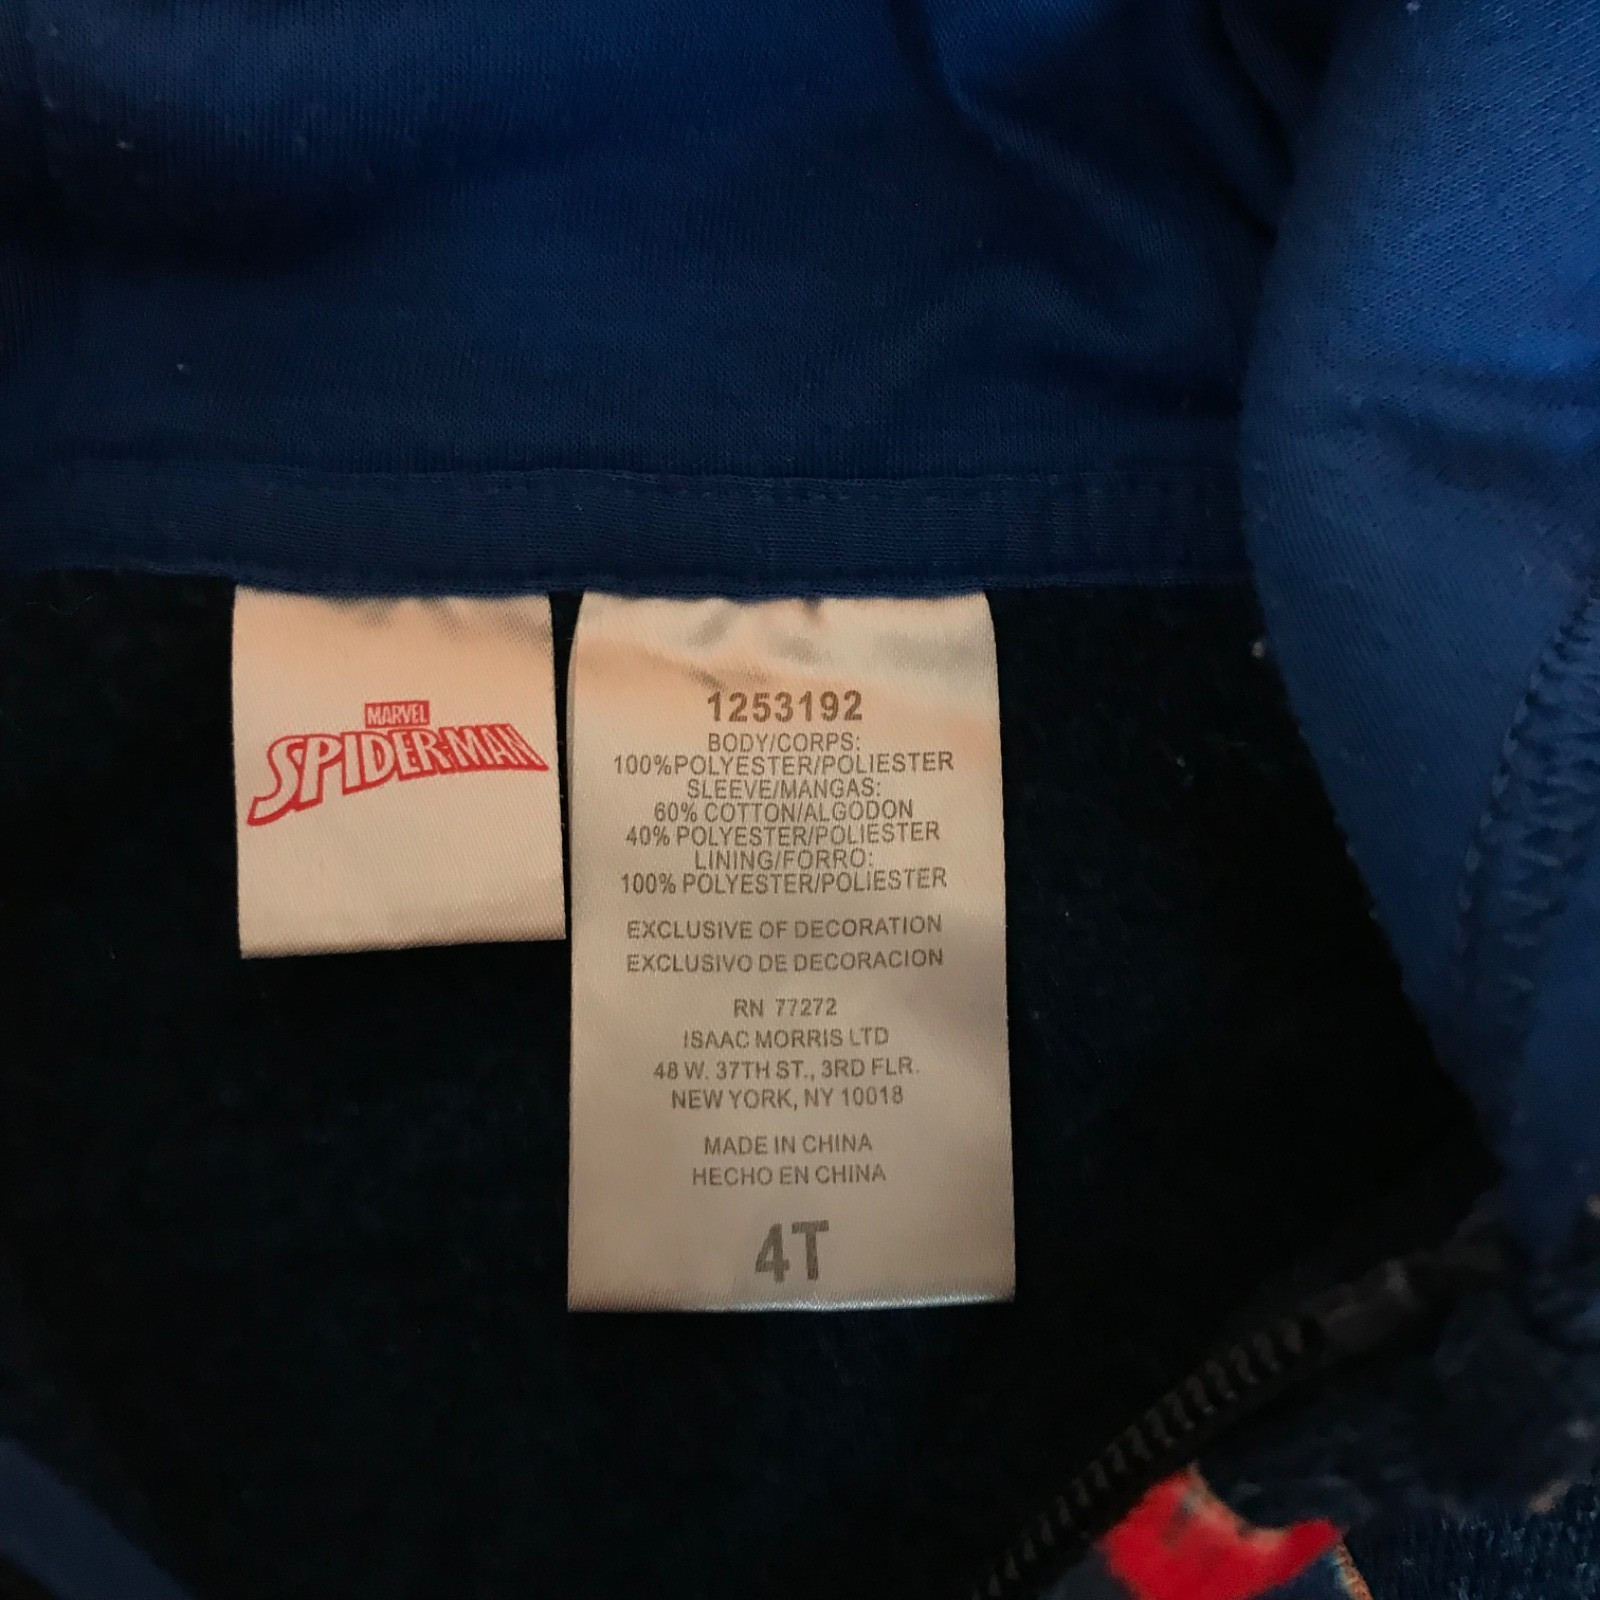 MARVEL
SPIDER-MAN
1253192
BODY/CORPS:
100%POLYESTER/POLIESTER
SLEEVE/MANGAS:
60% COTTON/ALGODON
40% POLYESTER/POLIESTER
LINING/FORRO:
100% POLYESTER/POLIESTER
EXCLUSIVE OF DECORATION
EXCLUSIVO DE DECORACION
RN 77272
ISAAC MORRIS LTD
48 W. 37TH ST., 3RD FLR.
NEW YORK, NY 10018
MADE IN CHINA
HECHO EN CHINA
4T